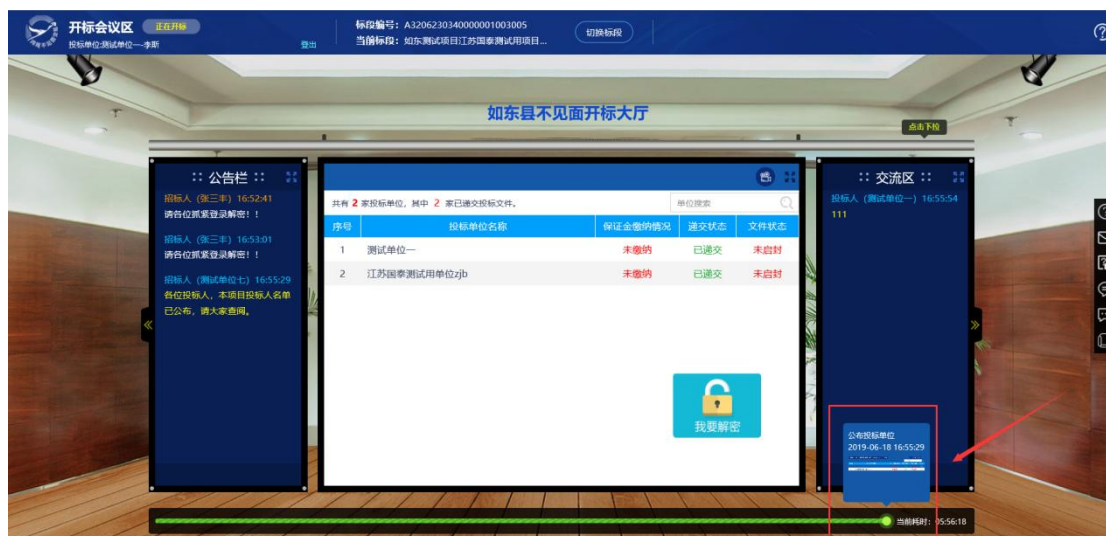 开标会议区 正在开标
投标单位:测试单位一-李斯 登出
标段编号：A3206230340000001003005
当前标段：如东测试项目江苏国泰测试用项目...
切换标段
如东县不见面开标大厅
点击下拉
:: 公告栏 ::
招标人（张三丰）16:52:41
请各位抓紧登录解密！！
招标人（张三丰）16:53:01
请各位抓紧登录解密！！
招标人（测试单位七）16:55:29
各位投标人，本项目投标人名单
已公布，请大家查阅。
共有 2 家投标单位，其中 2 家已递交投标文件。 单位搜索
序号 投标单位名称 保证金缴纳情况 递交状态 文件状态
1 测试单位一 未缴纳 已递交 未启封
2 江苏国泰测试用单位zjb 未缴纳 已递交 未启封
我要解密
:: 交流区 ::
投标人（测试单位一）16:55:54
111
公布投标单位
2019-06-18 16:55:29
当前耗时：05:56:18